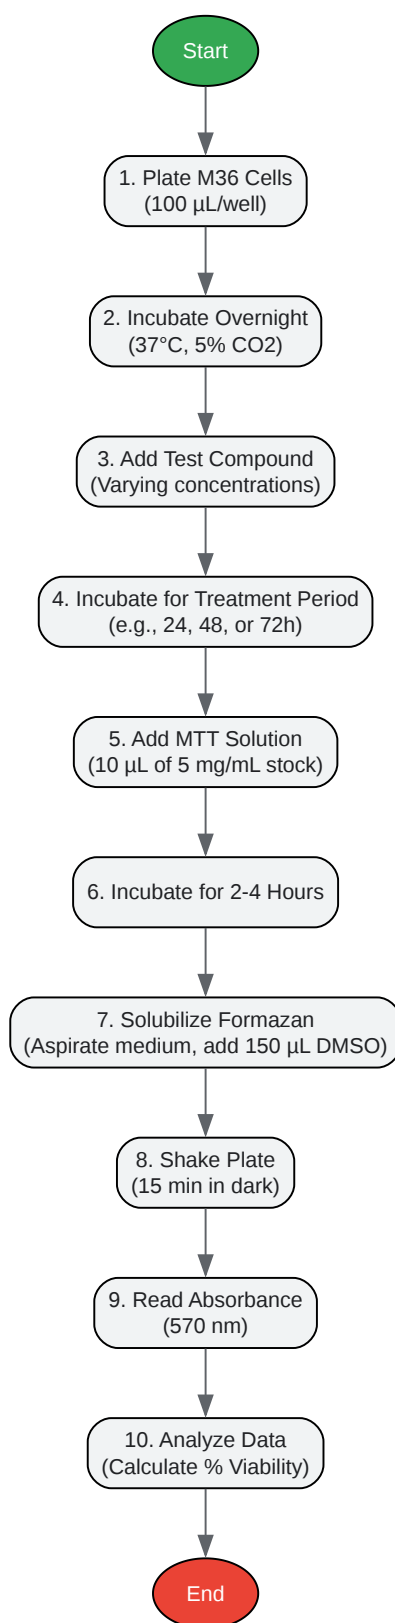 Start
1. Plate M36 Cells
(100 µL/well)
2. Incubate Overnight
(37°C, 5% CO2)
3. Add Test Compound
(Varying concentrations)
4. Incubate for Treatment Period
(e.g., 24, 48, or 72h)
5. Add MTT Solution
(10 µL of 5 mg/mL stock)
6. Incubate for 2-4 Hours
7. Solubilize Formazan
(Aspirate medium, add 150 µL DMSO)
8. Shake Plate
(15 min in dark)
9. Read Absorbance
(570 nm)
10. Analyze Data
(Calculate % Viability)
End